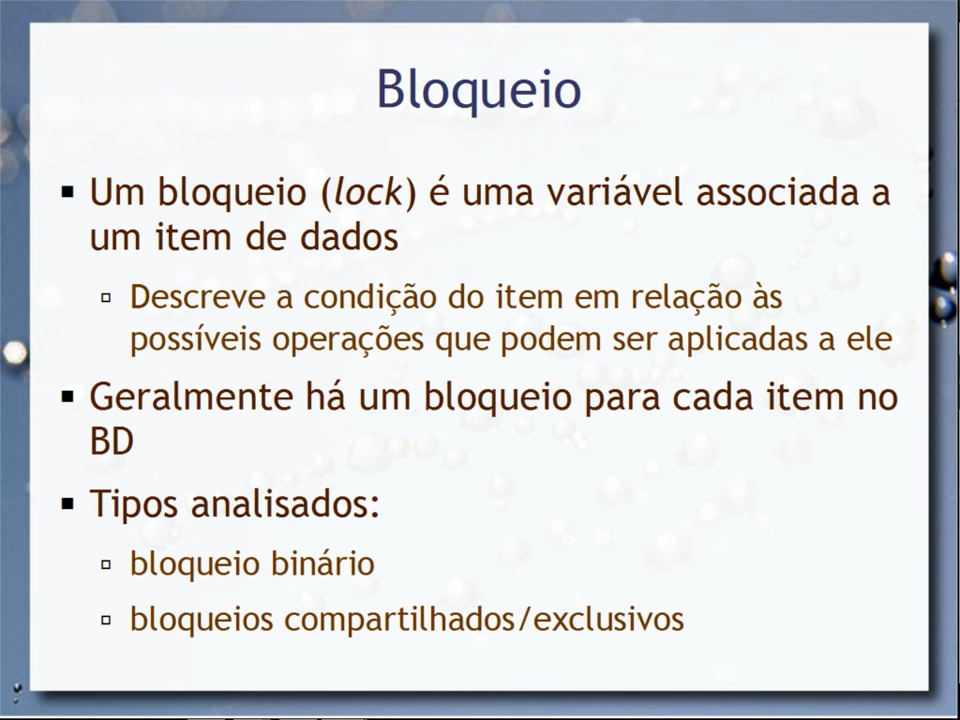 Bloqueio
▪ Um bloqueio (lock) é uma variável associada a
um item de dados
▫ Descreve a condição do item em relação às
possíveis operações que podem ser aplicadas a ele
▪ Geralmente há um bloqueio para cada item no
BD
▪ Tipos analisados:
▫ bloqueio binário
▫ bloqueios compartilhados/exclusivos